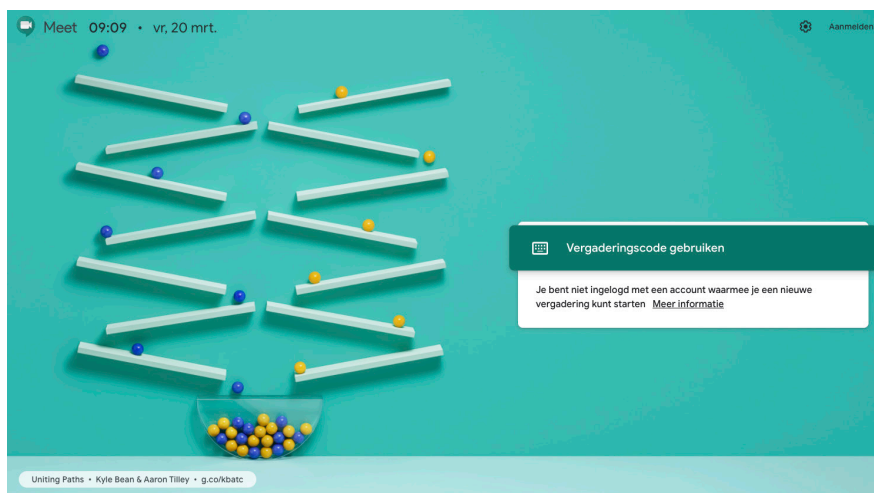 Meet 09:09 • vr, 20 mrt.
Aanmelden
Vergaderingscode gebruiken
Je bent niet ingelogd met een account waarmee je een nieuwe
vergadering kunt starten Meer informatie
Uniting Paths • Kyle Bean & Aaron Tilley • g.co/kbatc